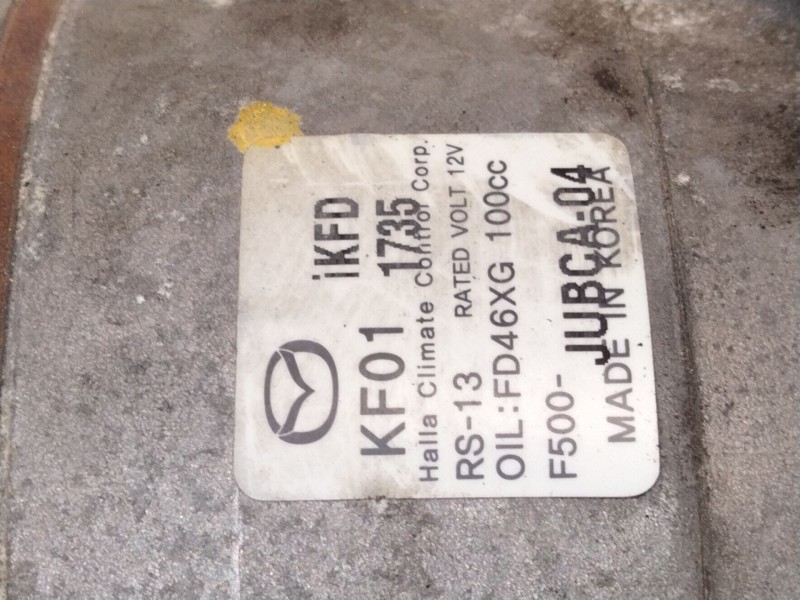 iKFD
KF01 1735
Halla Climate Control Corp.
RS-13 RATED VOLT 12V
OIL:FD46XG 100cc
F500- JUBCA-04
MADE IN KOREA